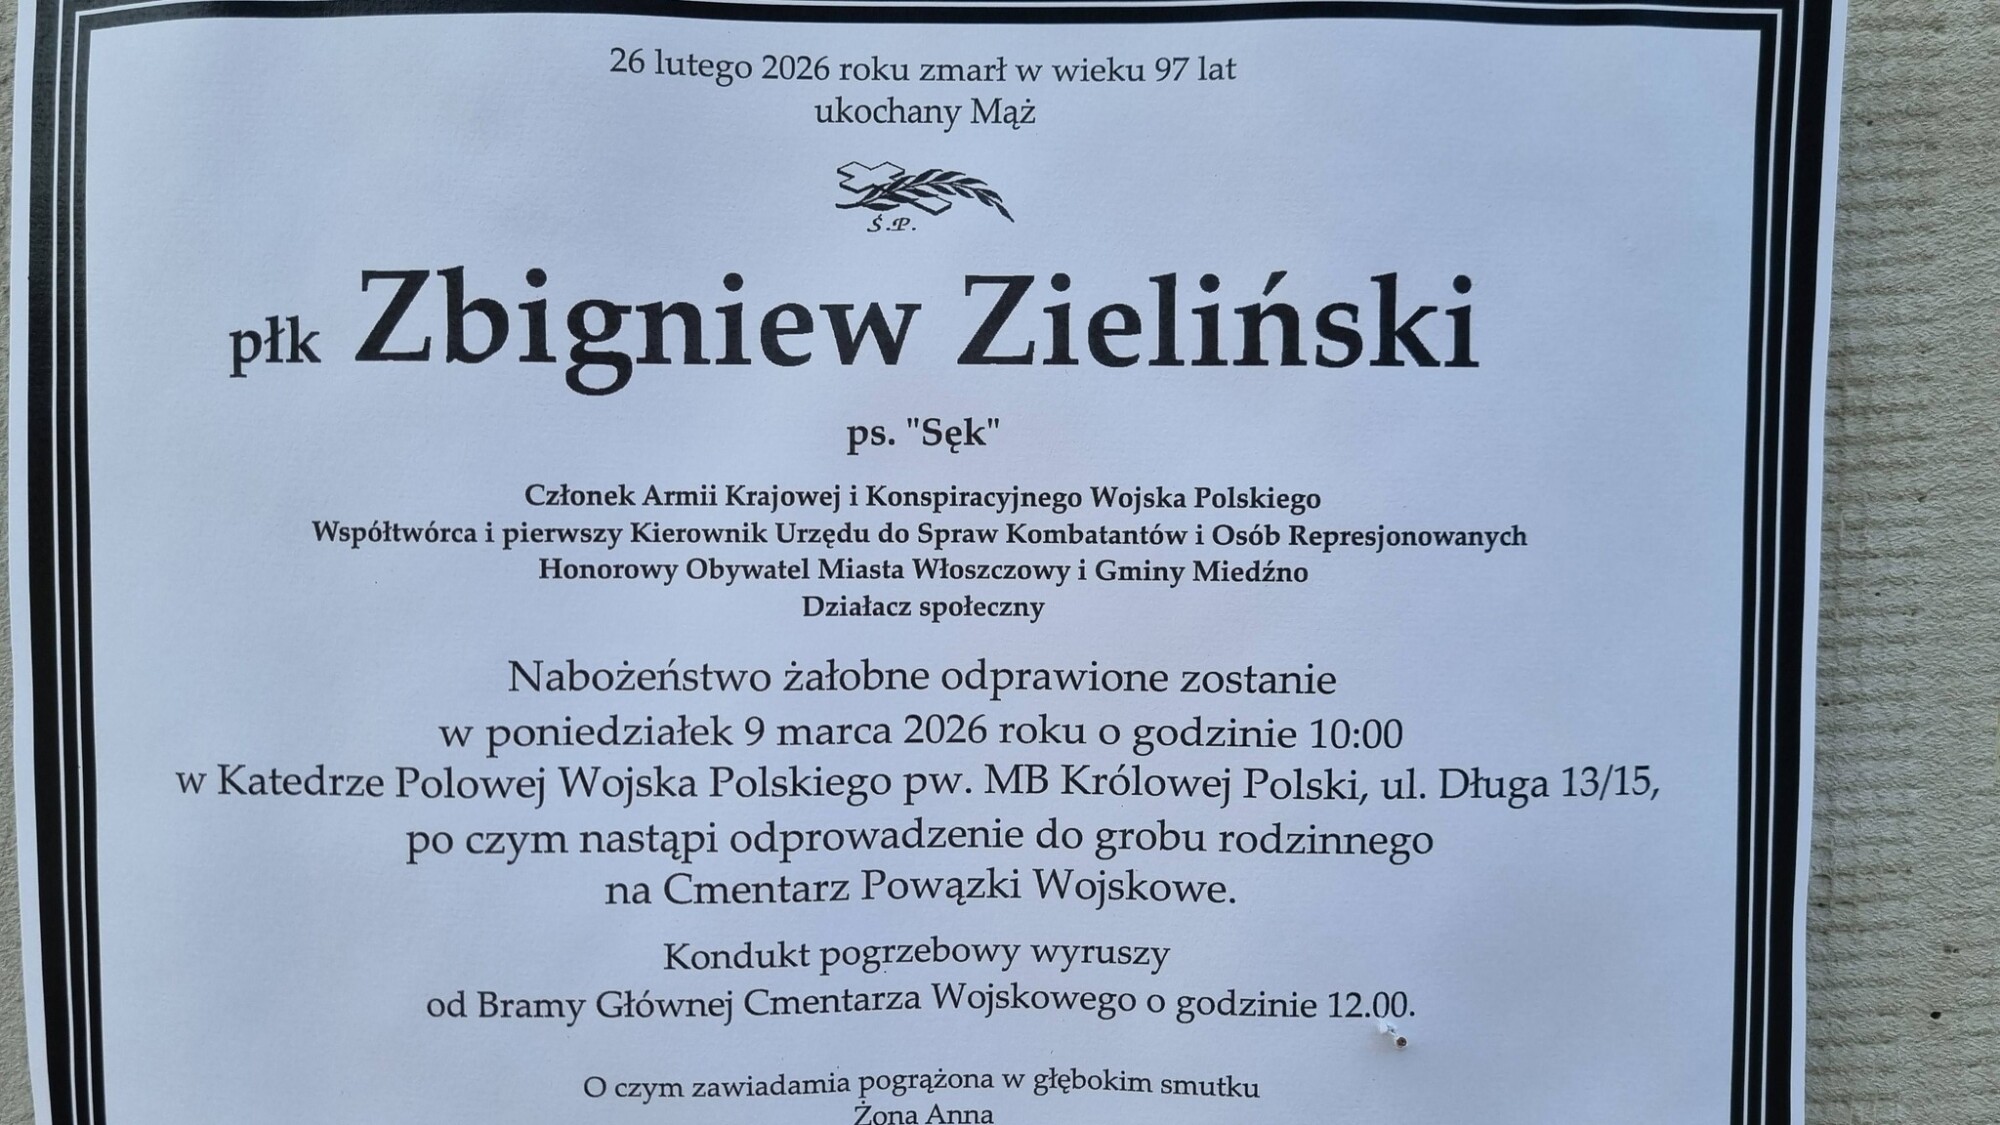 26 lutego 2026 roku zmarł w wieku 97 lat
ukochany Mąż
Ś.P.
płk Zbigniew Zieliński
ps. "Sęk"
Członek Armii Krajowej i Konspiracyjnego Wojska Polskiego
Współtwórca i pierwszy Kierownik Urzędu do Spraw Kombatantów i Osób Represjonowanych
Honorowy Obywatel Miasta Włoszczowy i Gminy Miedźno
Działacz społeczny
Nabożeństwo żałobne odprawione zostanie
w poniedziałek 9 marca 2026 roku o godzinie 10:00
w Katedrze Polowej Wojska Polskiego pw. MB Królowej Polski, ul. Długa 13/15,
po czym nastąpi odprowadzenie do grobu rodzinnego
na Cmentarz Powązki Wojskowe.
Kondukt pogrzebowy wyruszy
od Bramy Głównej Cmentarza Wojskowego o godzinie 12.00.
O czym zawiadamia pogrążona w głębokim smutku
Żona Anna